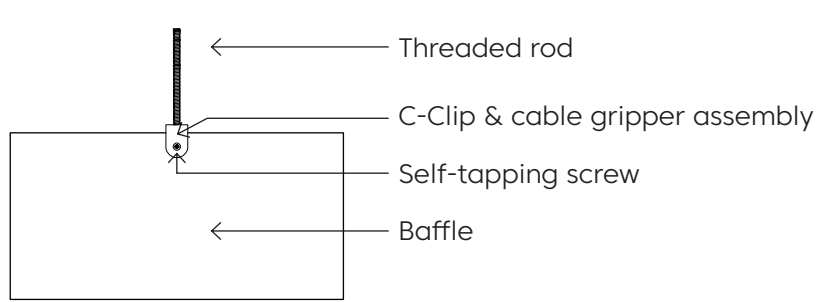 Threaded rod
C-Clip & cable gripper assembly
Self-tapping screw
Baffle